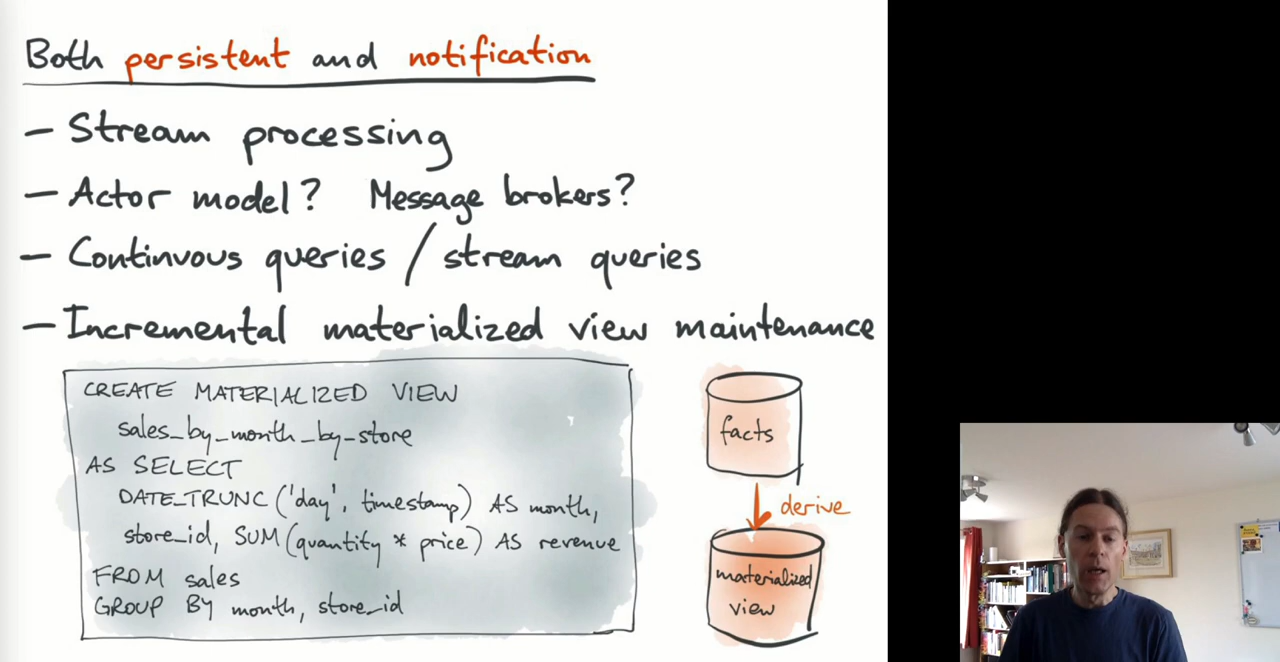 Both persistent and notification
– Stream processing
– Actor model? Message brokers?
– Continuous queries / stream queries
– Incremental materialized view maintenance
CREATE MATERIALIZED VIEW
sales_by_month_by_store
AS SELECT
DATE_TRUNC ('day', timestamp) AS month,
store_id, SUM (quantity * price) AS revenue
FROM sales
GROUP BY month, store_id
facts
derive
materialized
view